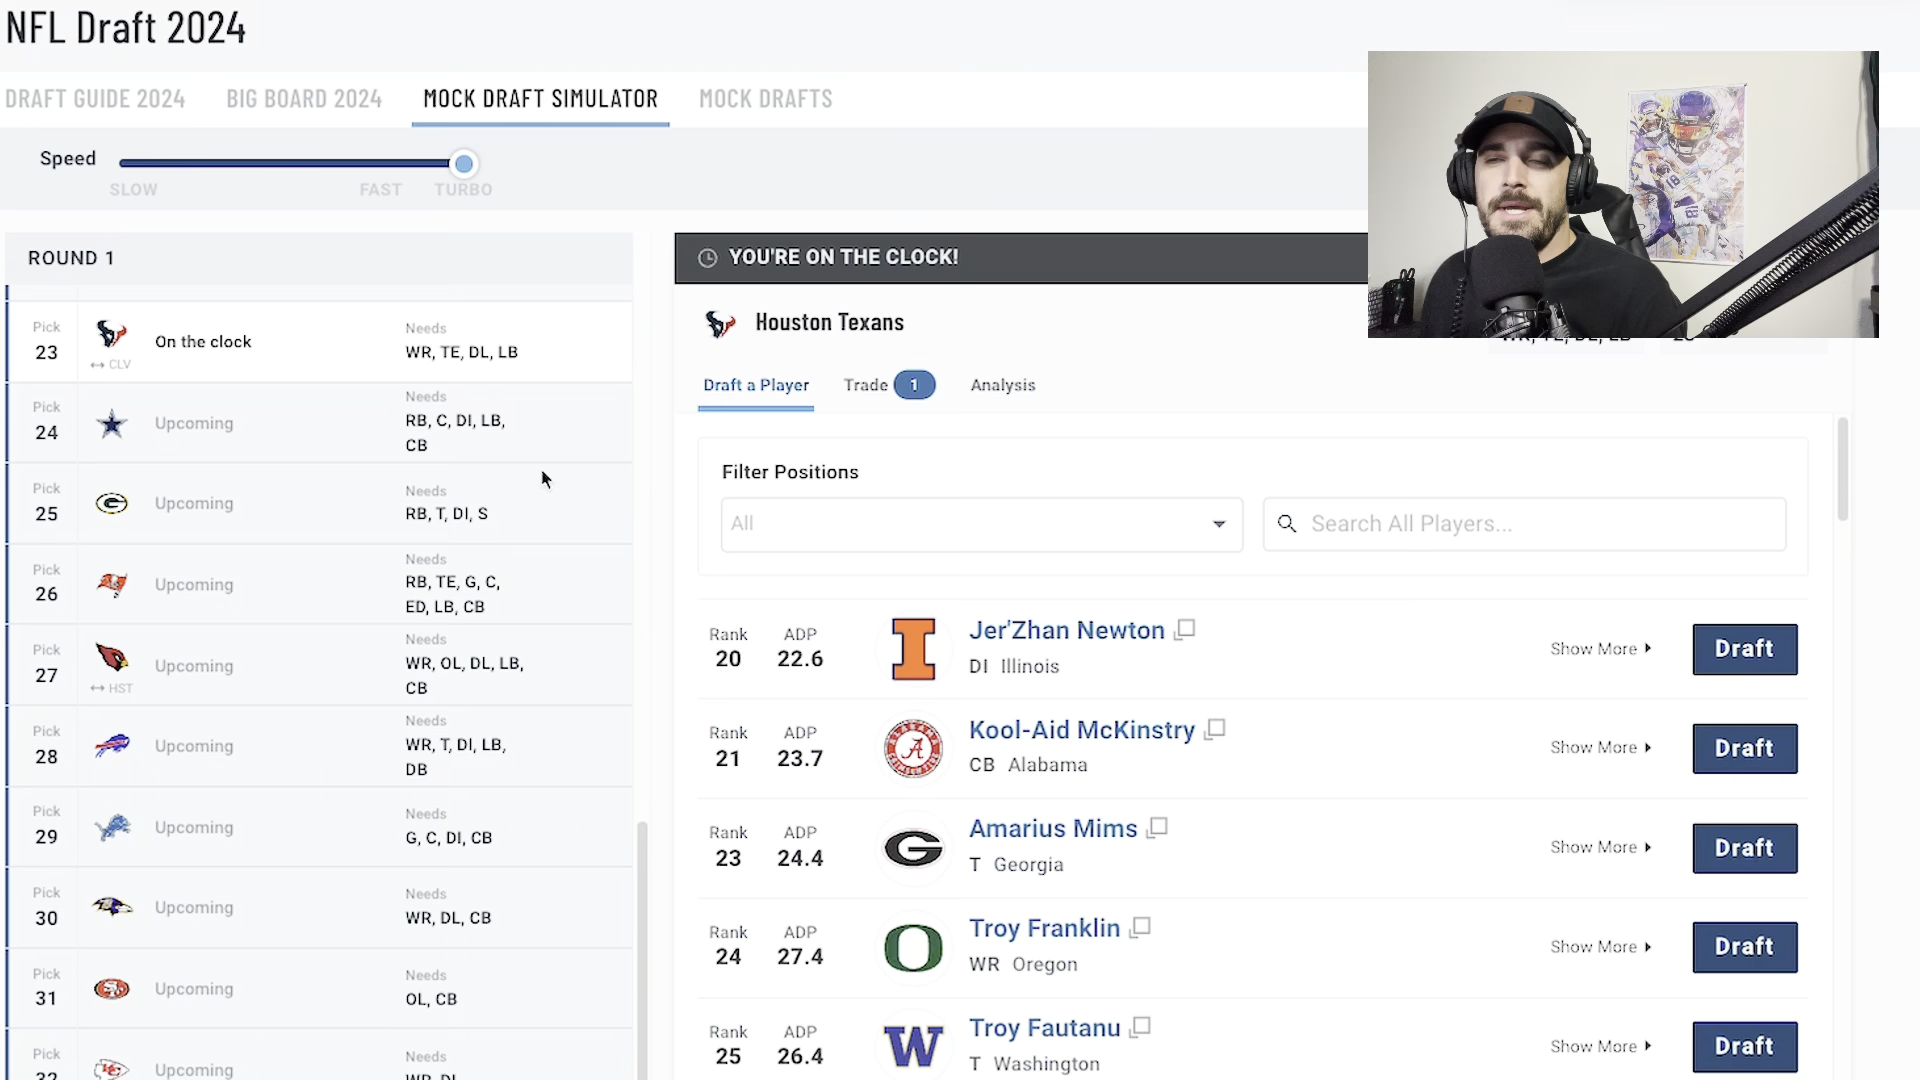 NFL Draft 2024
DRAFT GUIDE 2024
BIG BOARD 2024
MOCK DRAFT SIMULATOR
MOCK DRAFTS
Speed
SLOW
FAST
TURBO
ROUND 1
Pick
23
CLV
On the clock
Needs
WR, TE, DL, LB
Pick
24
Upcoming
Needs
RB, C, DI, LB,
CB
Pick
25
Upcoming
Needs
RB, T, DI, S
Pick
26
Upcoming
Needs
RB, TE, G, C,
ED, LB, CB
Pick
27
HST
Upcoming
Needs
WR, OL, DL, LB,
CB
Pick
28
Upcoming
Needs
WR, T, DI, LB,
DB
Pick
29
Upcoming
Needs
G, C, DI, CB
Pick
30
Upcoming
Needs
WR, DL, CB
Pick
31
Upcoming
Needs
OL, CB
Pick
32
Upcoming
Needs
WR, DL
YOU'RE ON THE CLOCK!
Houston Texans
Draft a Player
Trade 1
Analysis
Filter Positions
All
Search All Players...
Rank
20
ADP
22.6
Jer'Zhan Newton
DI Illinois
Show More
Draft
Rank
21
ADP
23.7
Kool-Aid McKinstry
CB Alabama
Show More
Draft
Rank
23
ADP
24.4
Amarius Mims
T Georgia
Show More
Draft
Rank
24
ADP
27.4
Troy Franklin
WR Oregon
Show More
Draft
Rank
25
ADP
26.4
Troy Fautanu
T Washington
Show More
Draft